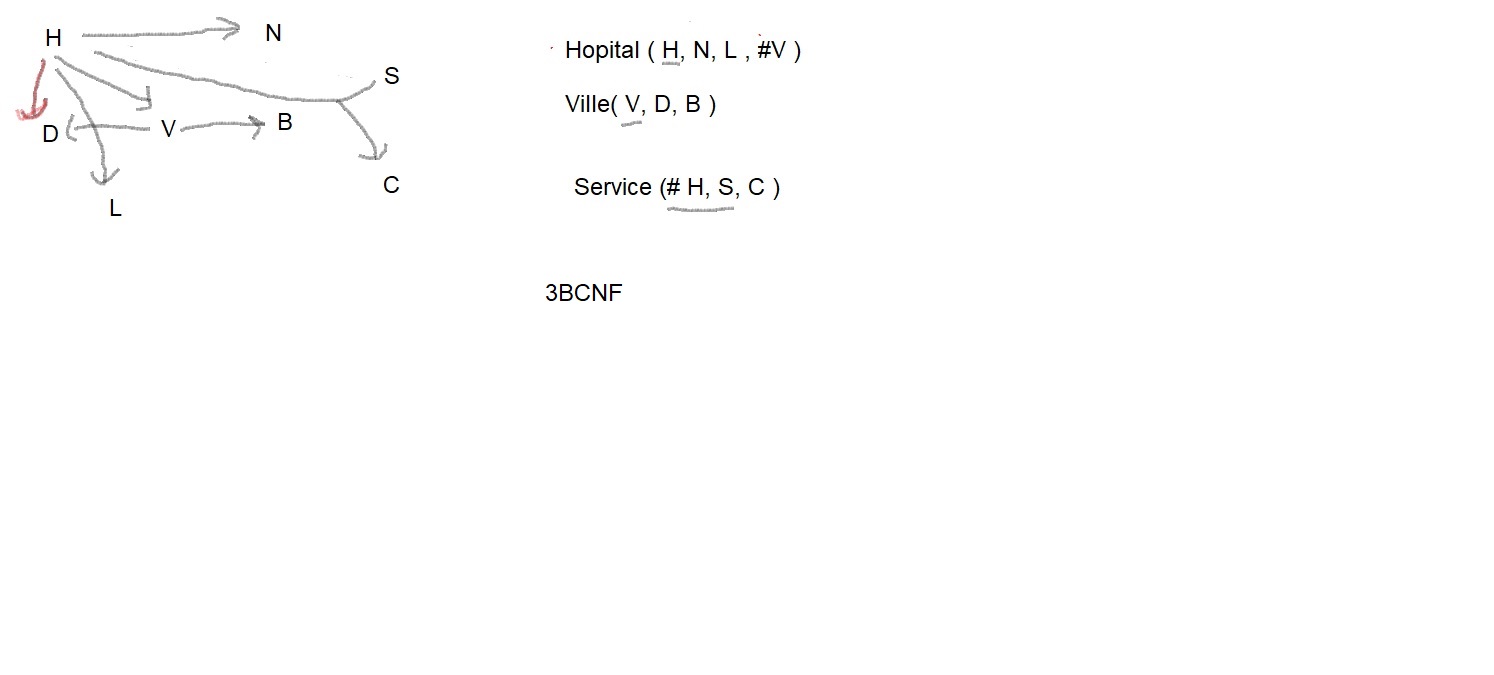 H N
S
D V B
C
L
Hopital ( H, N, L , #V )
Ville( V, D, B )
Service (# H, S, C )
3BCNF